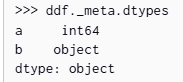 >>> ddf._meta.dtypes
a     int64
b    object
dtype: object